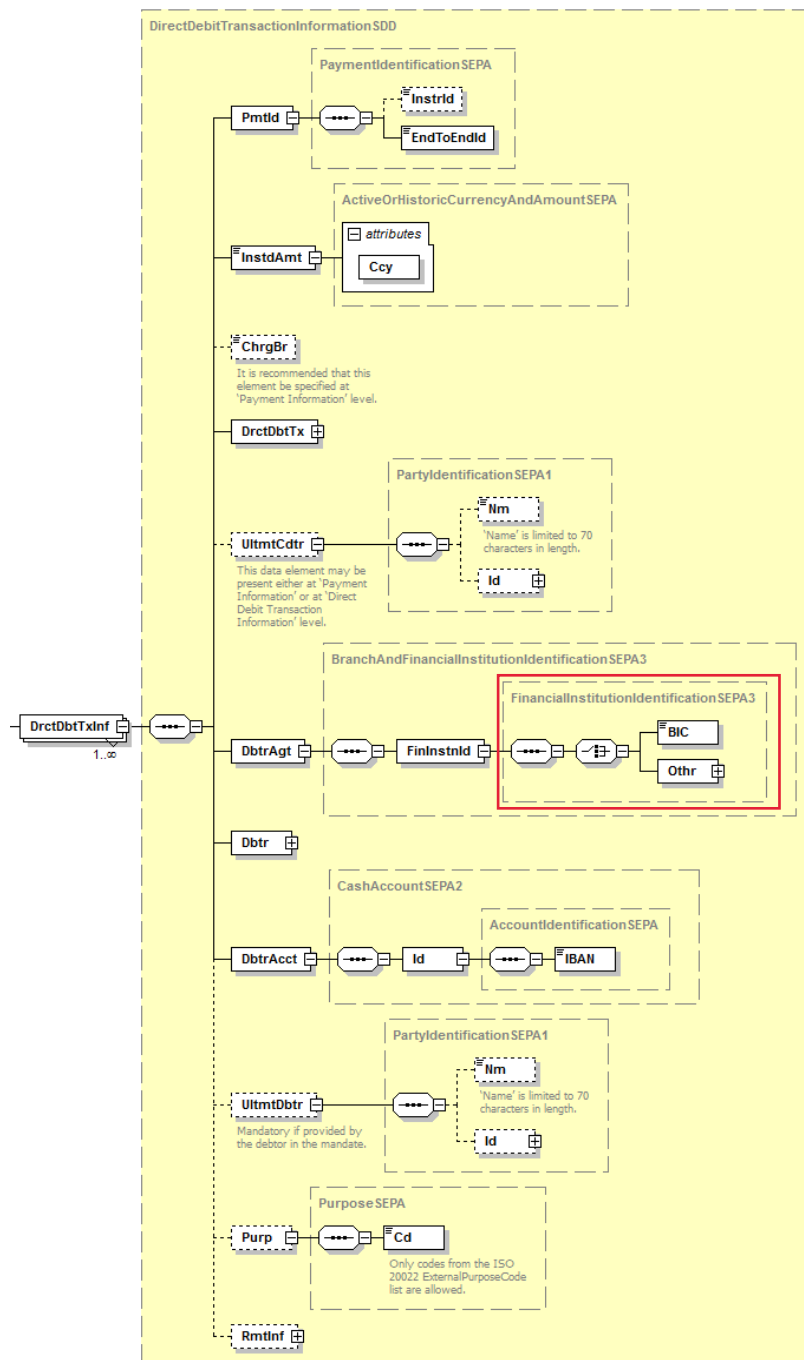 DirectDebitTransactionInformationSDD
PaymentIdentificationSEPA
InstrId
PmtId
EndToEndId
ActiveOrHistoricCurrencyAndAmountSEPA
attributes
InstdAmt
Ccy
ChrgBr
It is recommended that this
element be specified at
'Payment Information' level.
DrctDbtTx
PartyIdentificationSEPA1
Nm
'Name' is limited to 70
characters in length.
UltmtCdtr
This data element may be
present either at 'Payment
Information' or at 'Direct
Debit Transaction
Information' level.
Id
BranchAndFinancialInstitutionIdentificationSEPA3
FinancialInstitutionIdentificationSEPA3
DrctDbtTxInf
1..∞
BIC
DbtrAgt
FinInstnId
Othr
Dbtr
CashAccountSEPA2
AccountIdentificationSEPA
DbtrAcct
Id
IBAN
PartyIdentificationSEPA1
Nm
'Name' is limited to 70
characters in length.
UltmtDbtr
Mandatory if provided by
the debtor in the mandate.
Id
PurposeSEPA
Purp
Cd
Only codes from the ISO
20022 ExternalPurposeCode
list are allowed.
RmtInf